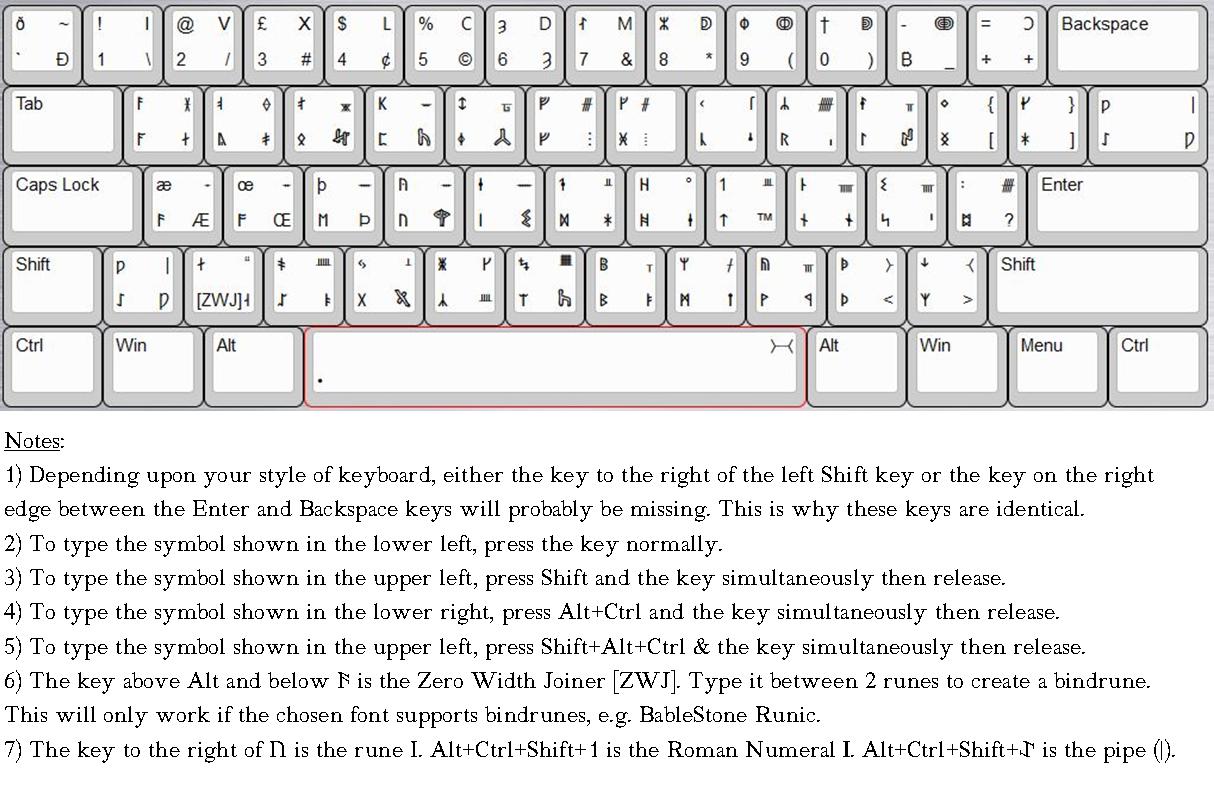 ð ~ ! I @ V £ X $ L % C ȝ D ᛏ M ↀ † - = Ↄ Backspace
` Ð 1 \ 2 / 3 # 4 ¢ 5 © 6 Ȝ 7 & 8 * 9 ( 0 ) B _ ÷ +
Tab { } p |
ᚱ [ ᛡ ] Ƿ
Caps Lock æ - œ þ ᚢ ᚺ ° : Enter
ᚫ Æ ᚠ Œ ᛖ Þ ᚢ ᛁ ᛞ ᚻ ᛏ ™ ᛋ ?
Shift | ᛒ ᛘ ᚦ Shift
[ZWJ] ᚷ ᛒ ᛗ ᚹ ᚦ < ᛉ >
Ctrl Win Alt Alt Win Menu Ctrl
Notes:
1) Depending upon your style of keyboard, either the key to the right of the left Shift key or the key on the right
edge between the Enter and Backspace keys will probably be missing. This is why these keys are identical.
2) To type the symbol shown in the lower left, press the key normally.
3) To type the symbol shown in the upper left, press Shift and the key simultaneously then release.
4) To type the symbol shown in the lower right, press Alt+Ctrl and the key simultaneously then release.
5) To type the symbol shown in the upper left, press Shift+Alt+Ctrl & the key simultaneously then release.
6) The key above Alt and below ᚫ is the Zero Width Joiner [ZWJ]. Type it between 2 runes to create a bindrune.
This will only work if the chosen font supports bindrunes, e.g. BableStone Runic.
7) The key to the right of ᚢ is the rune I. Alt+Ctrl+Shift+1 is the Roman Numeral I. Alt+Ctrl+Shift+ᛇ is the pipe (|).